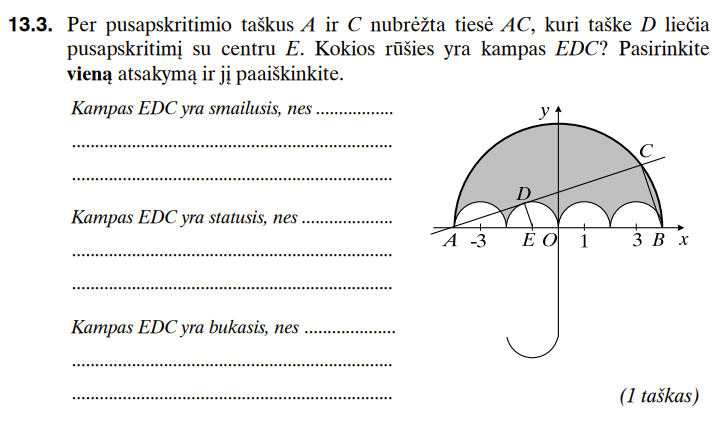 13.3. Per pusapskritimio taškus A ir C nubrėžta tiesė AC, kuri taške D liečia
pusapskritimį su centru E. Kokios rūšies yra kampas EDC? Pasirinkite
vieną atsakymą ir jį paaiškinkite.
Kampas EDC yra smailusis, nes .................
......................................................................
......................................................................
Kampas EDC yra statusis, nes ....................
......................................................................
......................................................................
Kampas EDC yra bukasis, nes ....................
......................................................................
......................................................................
y
C
D
A -3 E O 1 3 B x
(1 taškas)